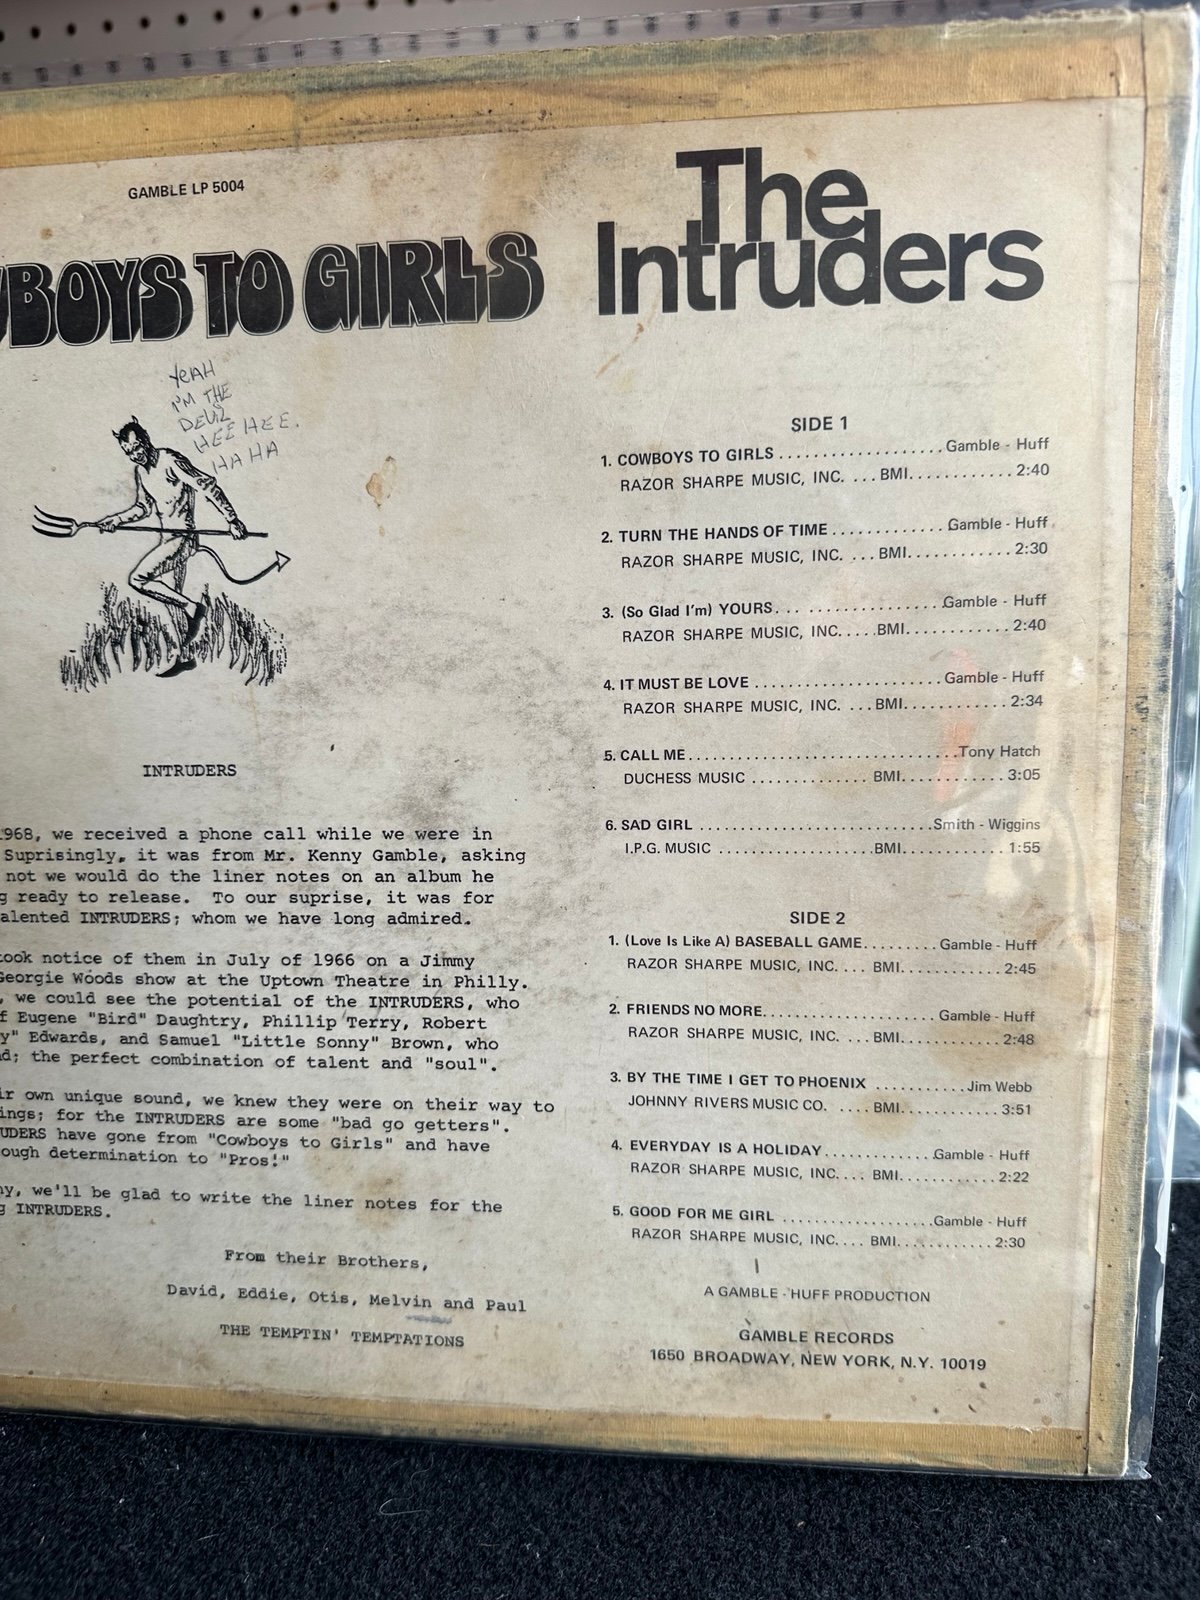 GAMBLE LP 5004
WBOYS TO GIRLS
YEAH
I'M THE
DEVIL
HEE HEE.
HA HA
INTRUDERS
1968, we received a phone call while we were in
Suprisingly, it was from Mr. Kenny Gamble, asking
not we would do the liner notes on an album he
g ready to release. To our suprise, it was for
alented INTRUDERS; whom we have long admired.
took notice of them in July of 1966 on a Jimmy
Georgie Woods show at the Uptown Theatre in Philly.
, we could see the potential of the INTRUDERS, who
f Eugene "Bird" Daughtry, Phillip Terry, Robert
y" Edwards, and Samuel "Little Sonny" Brown, who
nd; the perfect combination of talent and "soul".
ir own unique sound, we knew they were on their way to
ings; for the INTRUDERS are some "bad go getters".
UDERS have gone from "Cowboys to Girls" and have
ough determination to "Pros!"
ny, we'll be glad to write the liner notes for the
g INTRUDERS.
From their Brothers,
David, Eddie, Otis, Melvin and Paul
THE TEMPTIN' TEMPTATIONS
The
Intruders
SIDE 1
1. COWBOYS TO GIRLS ..................Gamble - Huff
RAZOR SHARPE MUSIC, INC. ....BMI............2:40
2. TURN THE HANDS OF TIME .............Gamble - Huff
RAZOR SHARPE MUSIC, INC. ...BMI............2:30
3. (So Glad I'm) YOURS... .................Gamble - Huff
RAZOR SHARPE MUSIC, INC.....BMI............2:40
4. IT MUST BE LOVE .......................Gamble - Huff
RAZOR SHARPE MUSIC, INC. ...BMI............2:34
5. CALL ME.................................Tony Hatch
DUCHESS MUSIC ...............BMI............3:05
6. SAD GIRL .............................Smith - Wiggins
I.P.G. MUSIC ....................BMI............1:55
SIDE 2
1. (Love Is Like A) BASEBALL GAME.........Gamble - Huff
RAZOR SHARPE MUSIC, INC.... BMI............2:45
2. FRIENDS NO MORE......................Gamble - Huff
RAZOR SHARPE MUSIC, INC. ...BMI............2:48
3. BY THE TIME I GET TO PHOENIX ...........Jim Webb
JOHNNY RIVERS MUSIC CO. ....BMI............3:51
4. EVERYDAY IS A HOLIDAY..............Gamble - Huff
RAZOR SHARPE MUSIC, INC.... BMI............2:22
5. GOOD FOR ME GIRL ...................Gamble - Huff
RAZOR SHARPE MUSIC, INC.... BMI............2:30
A GAMBLE - HUFF PRODUCTION
GAMBLE RECORDS
1650 BROADWAY, NEW YORK, N.Y. 10019